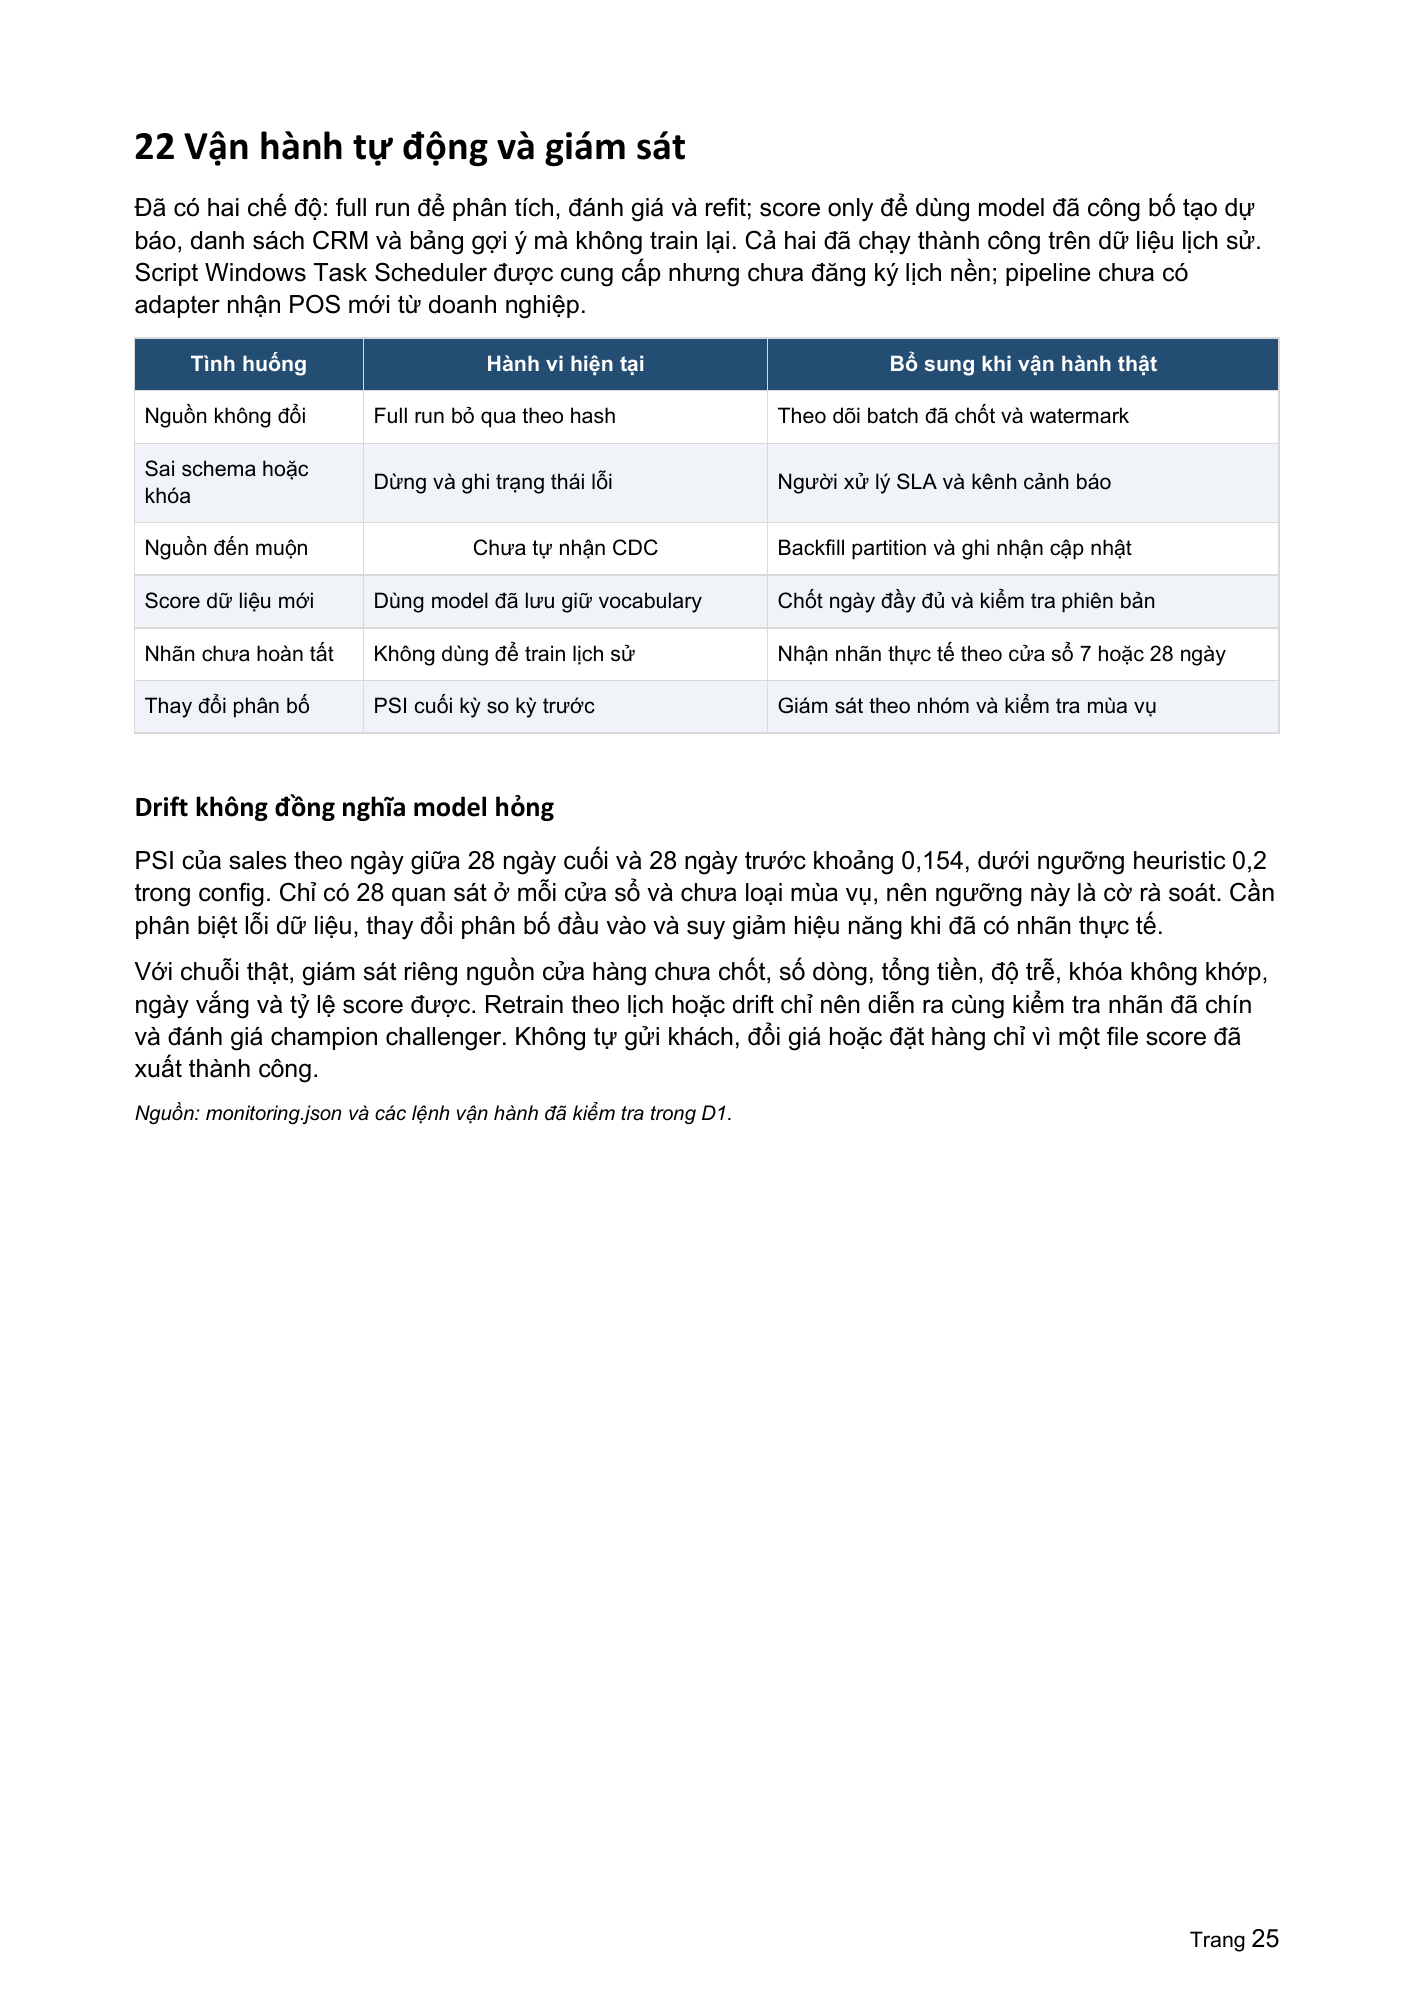 22 Vận hành tự động và giám sát
Đã có hai chế độ: full run để phân tích, đánh giá và refit; score only để dùng model đã công bố tạo dự
báo, danh sách CRM và bảng gợi ý mà không train lại. Cả hai đã chạy thành công trên dữ liệu lịch sử.
Script Windows Task Scheduler được cung cấp nhưng chưa đăng ký lịch nền; pipeline chưa có
adapter nhận POS mới từ doanh nghiệp.
Tình huống Hành vi hiện tại Bổ sung khi vận hành thật
Nguồn không đổi Full run bỏ qua theo hash Theo dõi batch đã chốt và watermark
Sai schema hoặc
khóa Dừng và ghi trạng thái lỗi Người xử lý SLA và kênh cảnh báo
Nguồn đến muộn Chưa tự nhận CDC Backfill partition và ghi nhận cập nhật
Score dữ liệu mới Dùng model đã lưu giữ vocabulary Chốt ngày đầy đủ và kiểm tra phiên bản
Nhãn chưa hoàn tất Không dùng để train lịch sử Nhận nhãn thực tế theo cửa sổ 7 hoặc 28 ngày
Thay đổi phân bố PSI cuối kỳ so kỳ trước Giám sát theo nhóm và kiểm tra mùa vụ
Drift không đồng nghĩa model hỏng
PSI của sales theo ngày giữa 28 ngày cuối và 28 ngày trước khoảng 0,154, dưới ngưỡng heuristic 0,2
trong config. Chỉ có 28 quan sát ở mỗi cửa sổ và chưa loại mùa vụ, nên ngưỡng này là cờ rà soát. Cần
phân biệt lỗi dữ liệu, thay đổi phân bố đầu vào và suy giảm hiệu năng khi đã có nhãn thực tế.
Với chuỗi thật, giám sát riêng nguồn cửa hàng chưa chốt, số dòng, tổng tiền, độ trễ, khóa không khớp,
ngày vắng và tỷ lệ score được. Retrain theo lịch hoặc drift chỉ nên diễn ra cùng kiểm tra nhãn đã chín
và đánh giá champion challenger. Không tự gửi khách, đổi giá hoặc đặt hàng chỉ vì một file score đã
xuất thành công.
Nguồn: monitoring.json và các lệnh vận hành đã kiểm tra trong D1.
Trang 25